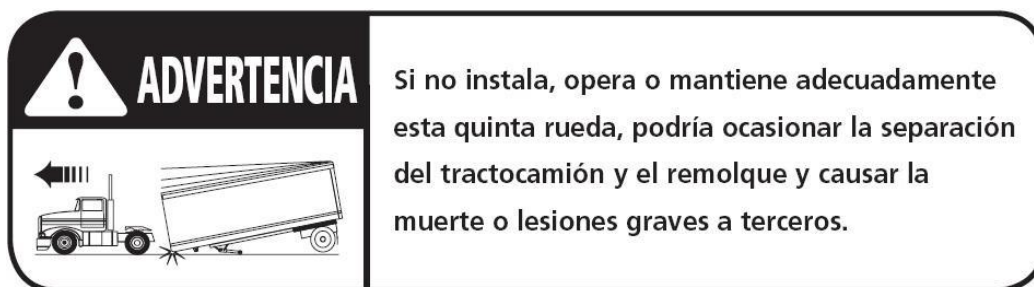 ADVERTENCIA
Si no instala, opera o mantiene adecuadamente
esta quinta rueda, podría ocasionar la separación
del tractocamión y el remolque y causar la
muerte o lesiones graves a terceros.